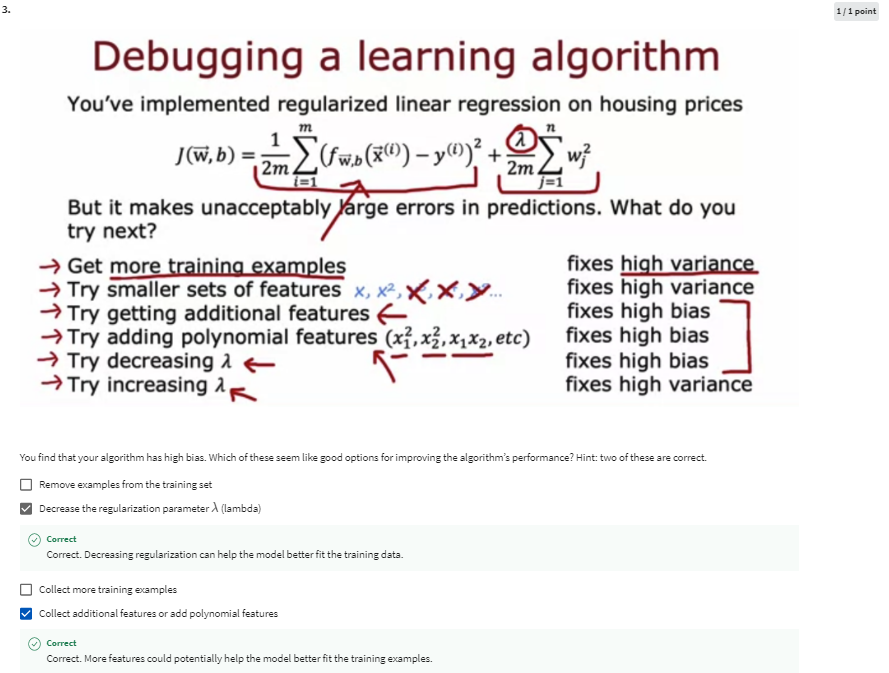 3.
1 / 1 point
Debugging a learning algorithm
You've implemented regularized linear regression on housing prices
J(w⃗, b) = 1/2m ∑_{i=1}^{m} (f_{w⃗,b}(x⃗^{(i)}) − y^{(i)})² + λ/2m ∑_{j=1}^{n} w_j²
But it makes unacceptably large errors in predictions. What do you
try next?
→ Get more training examples fixes high variance
→ Try smaller sets of features x, x², ... fixes high variance
→ Try getting additional features ← fixes high bias
→ Try adding polynomial features (x₁², x₂², x₁x₂, etc) fixes high bias
→ Try decreasing λ ← fixes high bias
→ Try increasing λ ← fixes high variance
You find that your algorithm has high bias. Which of these seem like good options for improving the algorithm's performance? Hint: two of these are correct.
Remove examples from the training set
Decrease the regularization parameter λ (lambda)
Correct
Correct. Decreasing regularization can help the model better fit the training data.
Collect more training examples
Collect additional features or add polynomial features
Correct
Correct. More features could potentially help the model better fit the training examples.